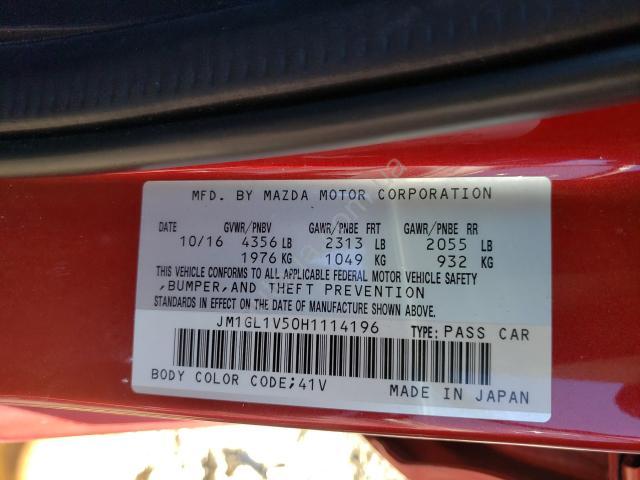 MFD. BY MAZDA MOTOR CORPORATION
DATE GVWR/PNBV GAWR/PNBE FRT GAWR/PNBE RR
10/16 4356 LB 2313 LB 2055 LB
1976 KG 1049 KG 932 KG
THIS VEHICLE CONFORMS TO ALL APPLICABLE FEDERAL MOTOR VEHICLE SAFETY
,BUMPER,AND THEFT PREVENTION
STANDARDS IN EFFECT ON THE DATE OF MANUFACTURE SHOWN ABOVE.
JM1GL1V50H1114196 TYPE: PASS CAR
BODY COLOR CODE;41V MADE IN JAPAN